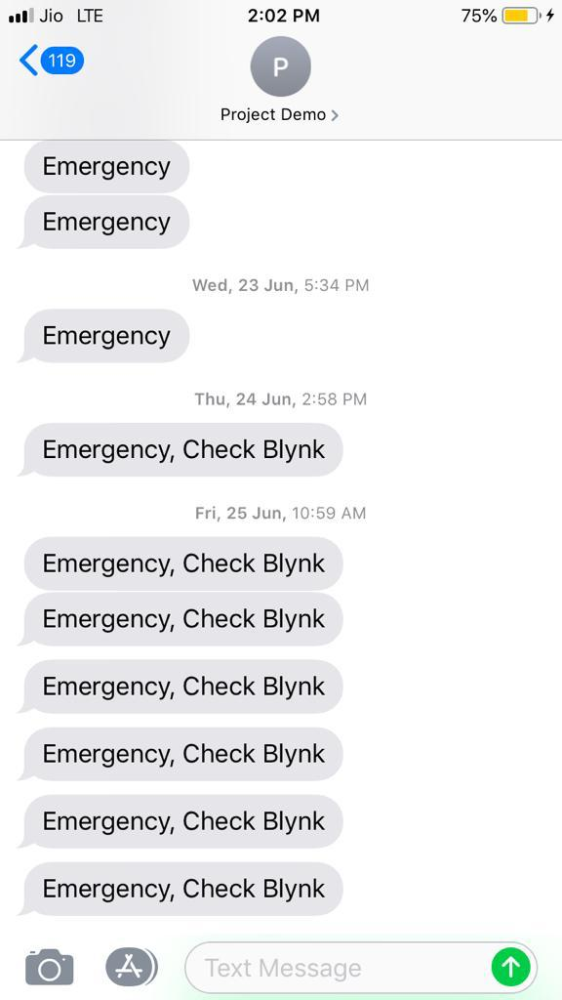 Jio LTE 2:02 PM 75%
119
P
Project Demo >
Emergency
Emergency
Wed, 23 Jun, 5:34 PM
Emergency
Thu, 24 Jun, 2:58 PM
Emergency, Check Blynk
Fri, 25 Jun, 10:59 AM
Emergency, Check Blynk
Emergency, Check Blynk
Emergency, Check Blynk
Emergency, Check Blynk
Emergency, Check Blynk
Emergency, Check Blynk
Text Message